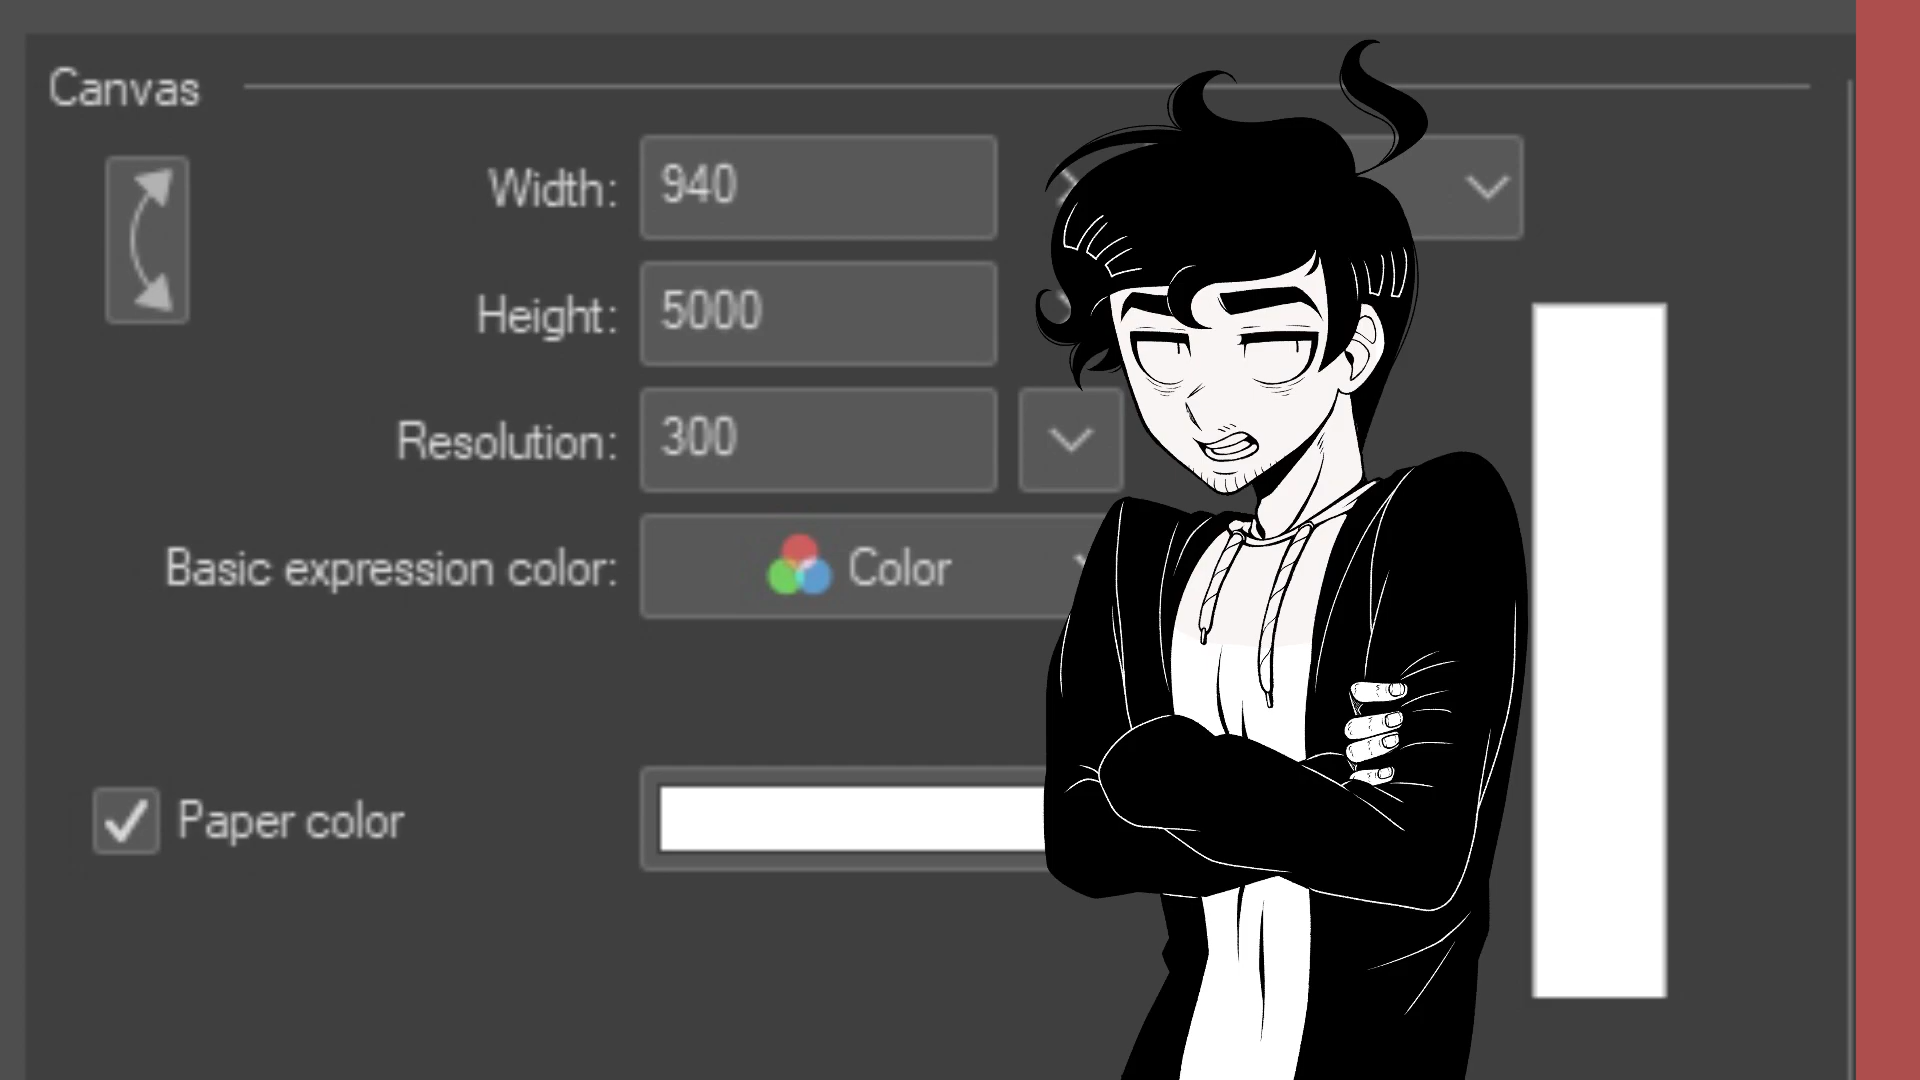 Canvas
Width: 940
Height: 5000
Resolution: 300
Basic expression color: Color
Paper color